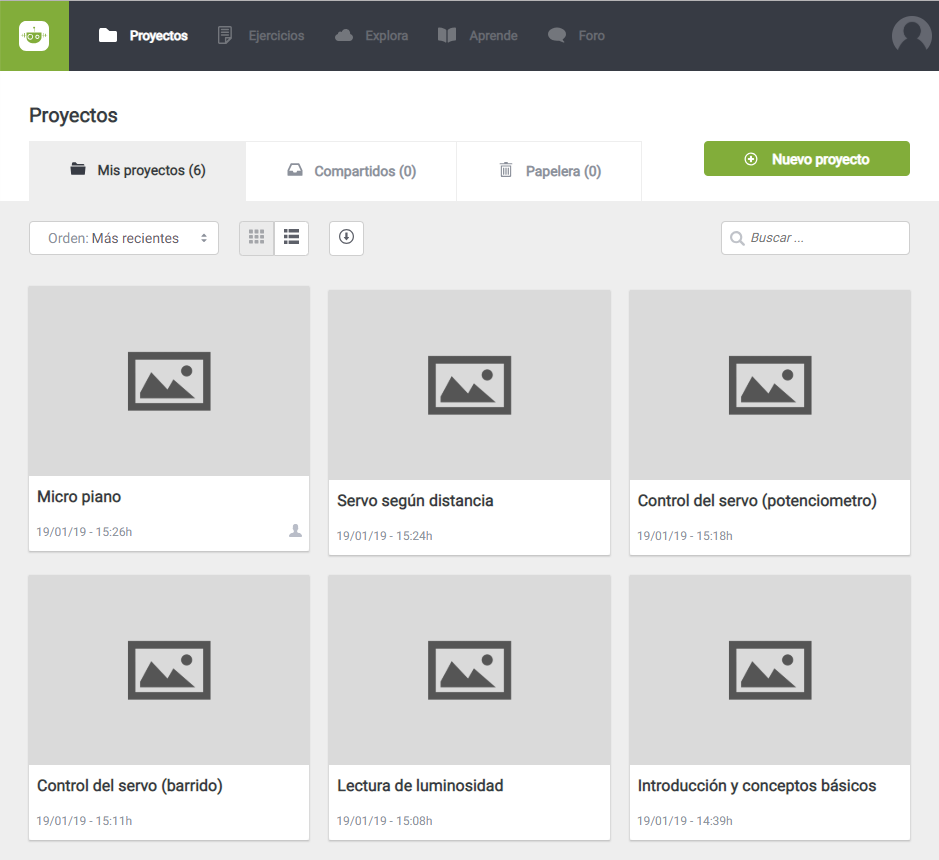 Proyectos Ejercicios Explora Aprende Foro
Proyectos
Mis proyectos (6) Compartidos (0) Papelera (0) Nuevo proyecto
Orden: Más recientes Buscar ...
Micro piano
19/01/19 - 15:26h
Servo según distancia
19/01/19 - 15:24h
Control del servo (potenciometro)
19/01/19 - 15:18h
Control del servo (barrido)
19/01/19 - 15:11h
Lectura de luminosidad
19/01/19 - 15:08h
Introducción y conceptos básicos
19/01/19 - 14:39h